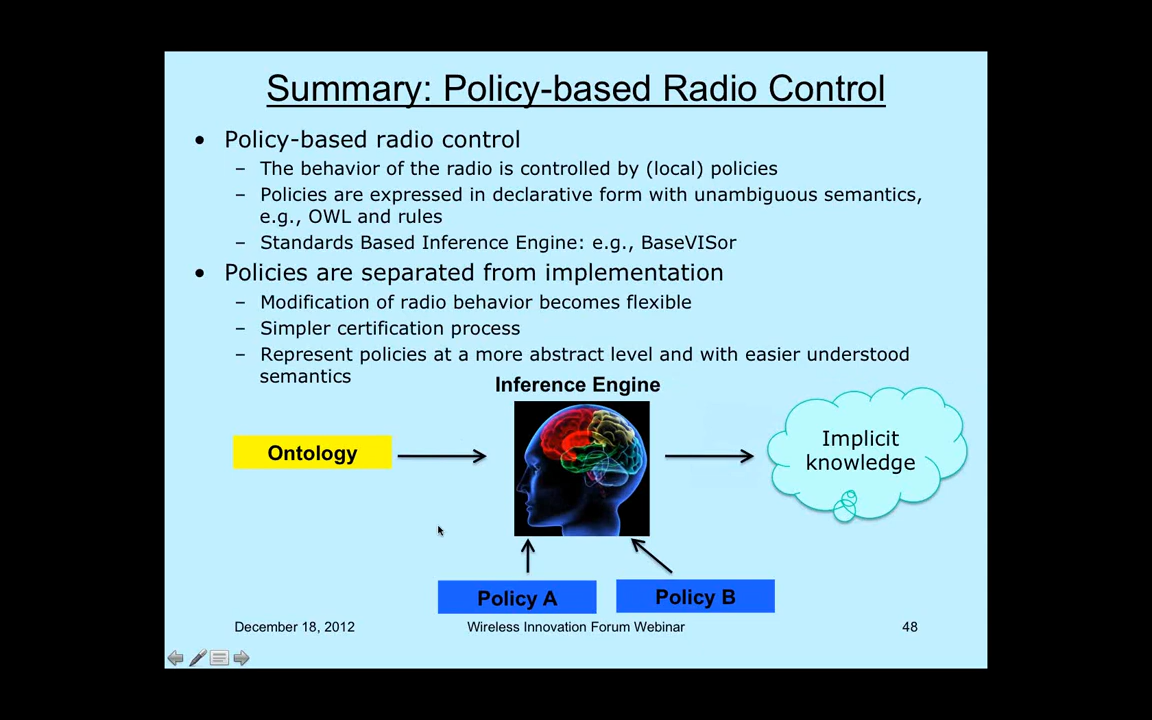 Summary: Policy-based Radio Control
• Policy-based radio control
– The behavior of the radio is controlled by (local) policies
– Policies are expressed in declarative form with unambiguous semantics,
e.g., OWL and rules
– Standards Based Inference Engine: e.g., BaseVISor
• Policies are separated from implementation
– Modification of radio behavior becomes flexible
– Simpler certification process
– Represent policies at a more abstract level and with easier understood
semantics
Inference Engine
Ontology
Implicit
knowledge
Policy A
Policy B
December 18, 2012
Wireless Innovation Forum Webinar
48